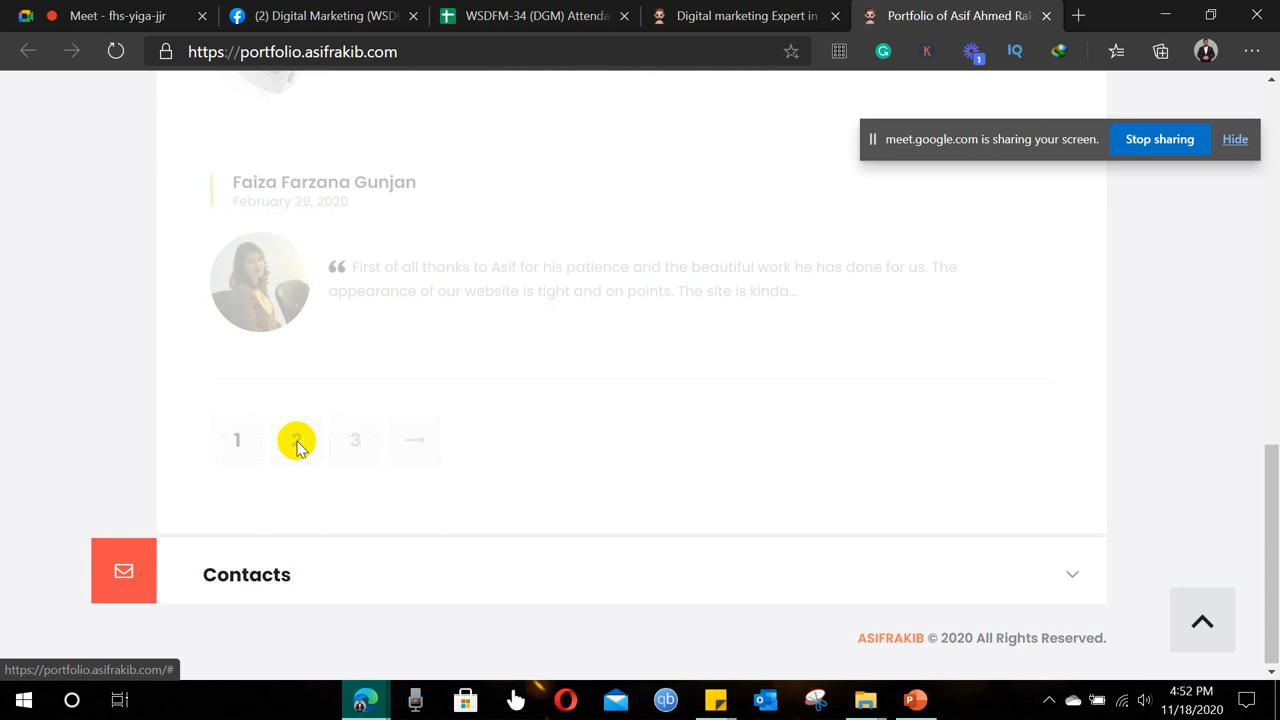 Meet - fhs-yiga-jjr
(2) Digital Marketing (WSDF
WSDFM-34 (DGM) Attenda
Digital marketing Expert in
Portfolio of Asif Ahmed Rak
https://portfolio.asifrakib.com
meet.google.com is sharing your screen.
Stop sharing
Hide
Faiza Farzana Gunjan
February 29, 2020
First of all thanks to Asif for his patience and the beautiful work he has done for us. The
appearance of our website is tight and on points. The site is kinda...
1 2 3
Contacts
ASIFRAKIB © 2020 All Rights Reserved.
https://portfolio.asifrakib.com/#
4:52 PM
11/18/2020